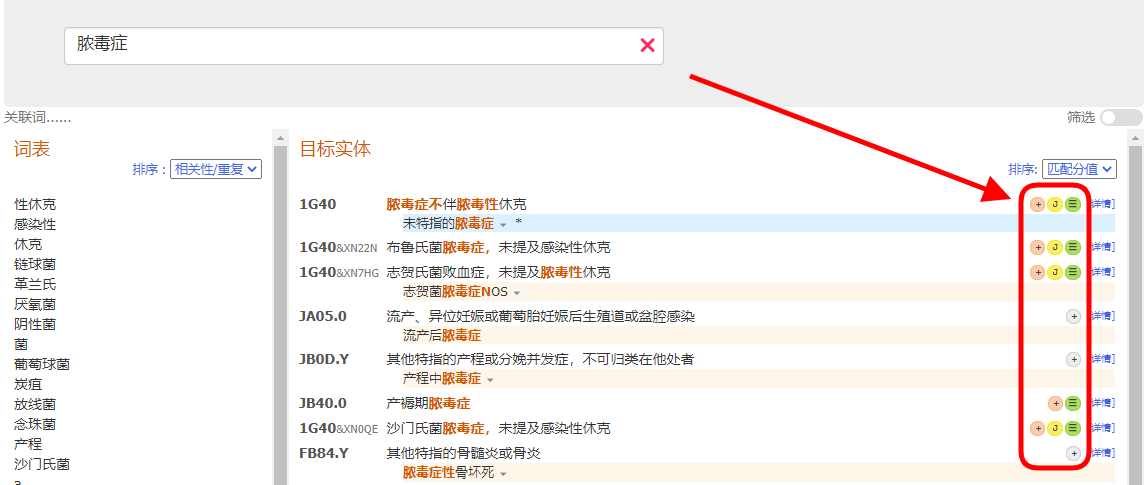 脓毒症
关联词......
筛选
词表
排序 : 相关性/重复
性休克
感染性
休克
链球菌
革兰氏
厌氧菌
阴性菌
菌
葡萄球菌
炭疽
放线菌
念珠菌
产程
沙门氏菌
a
目标实体
排序: 匹配分值
1G40 脓毒症不伴脓毒性休克 + J 详情]
未特指的脓毒症 *
1G40&XN22N 布鲁氏菌脓毒症，未提及感染性休克 + J 详情]
1G40&XN7HG 志贺氏菌败血症，未提及脓毒性休克 + J 详情]
志贺菌脓毒症NOS
JA05.0 流产、异位妊娠或葡萄胎妊娠后生殖道或盆腔感染 + 详情]
流产后脓毒症
JB0D.Y 其他特指的产程或分娩并发症，不可归类在他处者 + 详情]
产程中脓毒症
JB40.0 产褥期脓毒症 + 详情]
1G40&XN0QE 沙门氏菌脓毒症，未提及感染性休克 + J 详情]
FB84.Y 其他特指的骨髓炎或骨炎 + 详情]
脓毒症性骨坏死